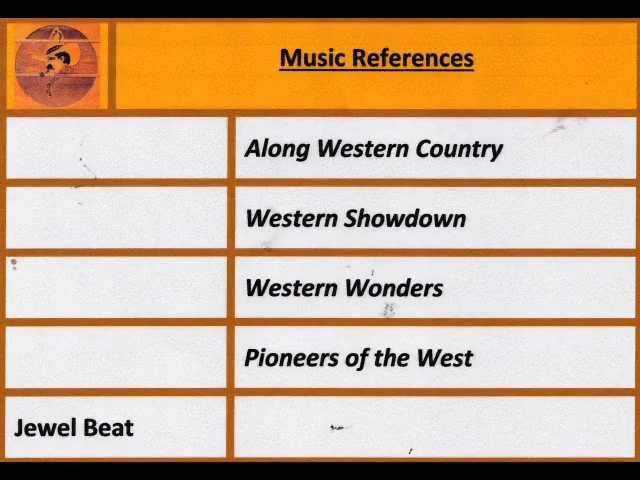 Music References
Along Western Country
Western Showdown
Western Wonders
Pioneers of the West
Jewel Beat